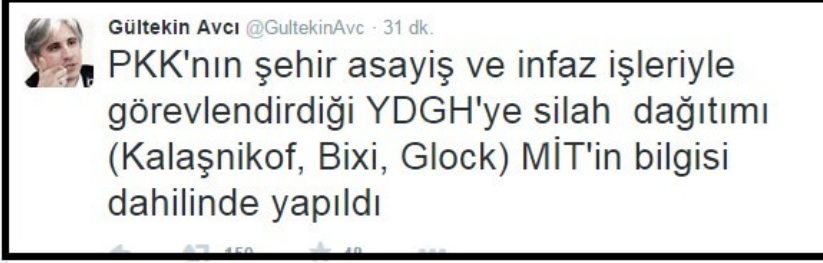 Gültekin Avcı @GultekinAvc · 31 dk.
PKK'nın şehir asayiş ve infaz işleriyle
görevlendirdiği YDGH'ye silah dağıtımı
(Kalaşnikof, Bixi, Glock) MİT'in bilgisi
dahilinde yapıldı